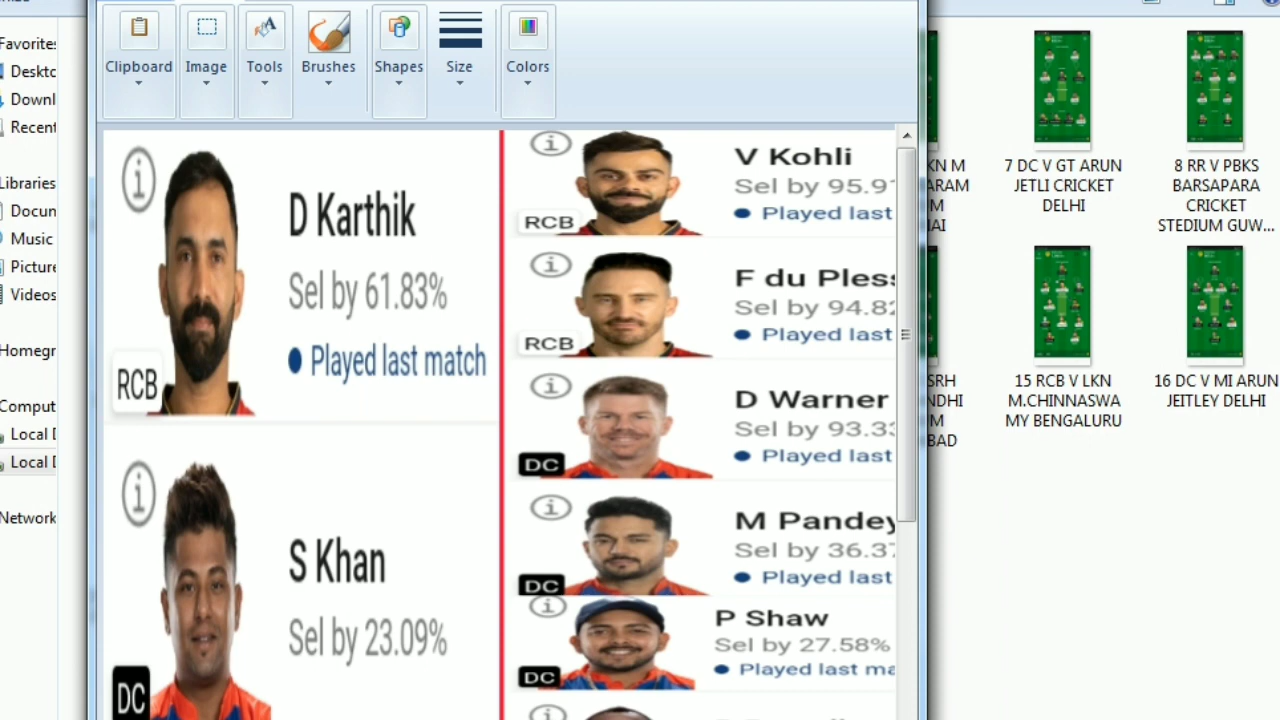 Favorites
Desktc
Downl
Recent
Libraries
Docun
Music
Picture
Videos
Homegr
Comput
Local D
Local D
Network
Clipboard
Image
Tools
Brushes
Shapes
Size
Colors
D Karthik
Sel by 61.83%
Played last match
RCB
S Khan
Sel by 23.09%
DC
V Kohli
Sel by 95.9
Played last
RCB
F du Pless
Sel by 94.82
Played last
RCB
D Warner
Sel by 93.33
Played last
DC
M Pandey
Sel by 36.37
Played last
DC
P Shaw
Sel by 27.58%
Played last ma
DC
KN M
ARAM
M
IAI
7 DC V GT ARUN
JETLI CRICKET
DELHI
8 RR V PBKS
BARSAPARA
CRICKET
STEDIUM GUW...
SRH
NDHI
M
BAD
15 RCB V LKN
M.CHINNASWA
MY BENGALURU
16 DC V MI ARUN
JEITLEY DELHI